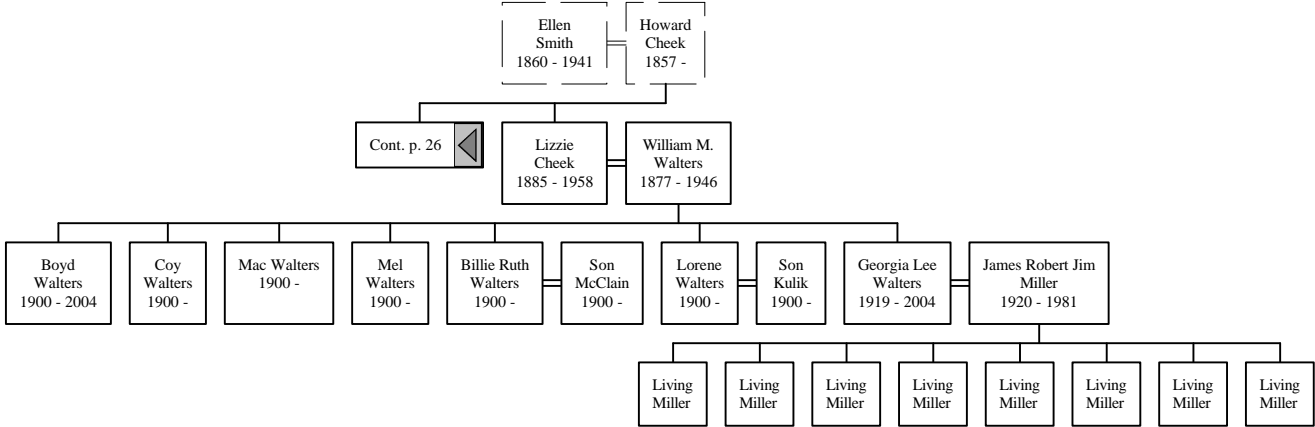 Ellen
Smith
1860 - 1941
Howard
Cheek
1857 -
Cont. p. 26
Lizzie
Cheek
1885 - 1958
William M.
Walters
1877 - 1946
Boyd
Walters
1900 - 2004
Coy
Walters
1900 -
Mac Walters
1900 -
Mel
Walters
1900 -
Billie Ruth
Walters
1900 -
Son
McClain
1900 -
Lorene
Walters
1900 -
Son
Kulik
1900 -
Georgia Lee
Walters
1919 - 2004
James Robert Jim
Miller
1920 - 1981
Living
Miller
Living
Miller
Living
Miller
Living
Miller
Living
Miller
Living
Miller
Living
Miller
Living
Miller